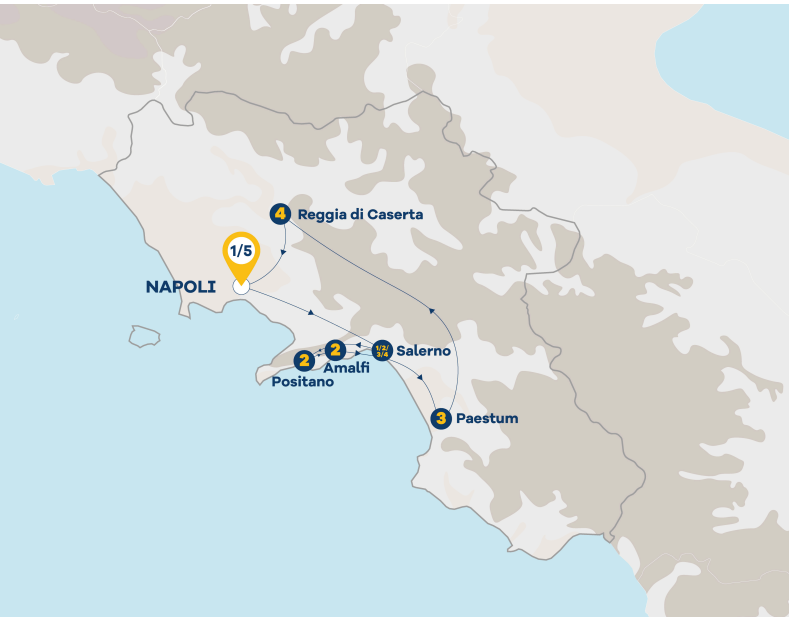 4
Reggia di Caserta
1/5
NAPOLI
2
2
1/2/
3/4
Salerno
Amalfi
Positano
3
Paestum